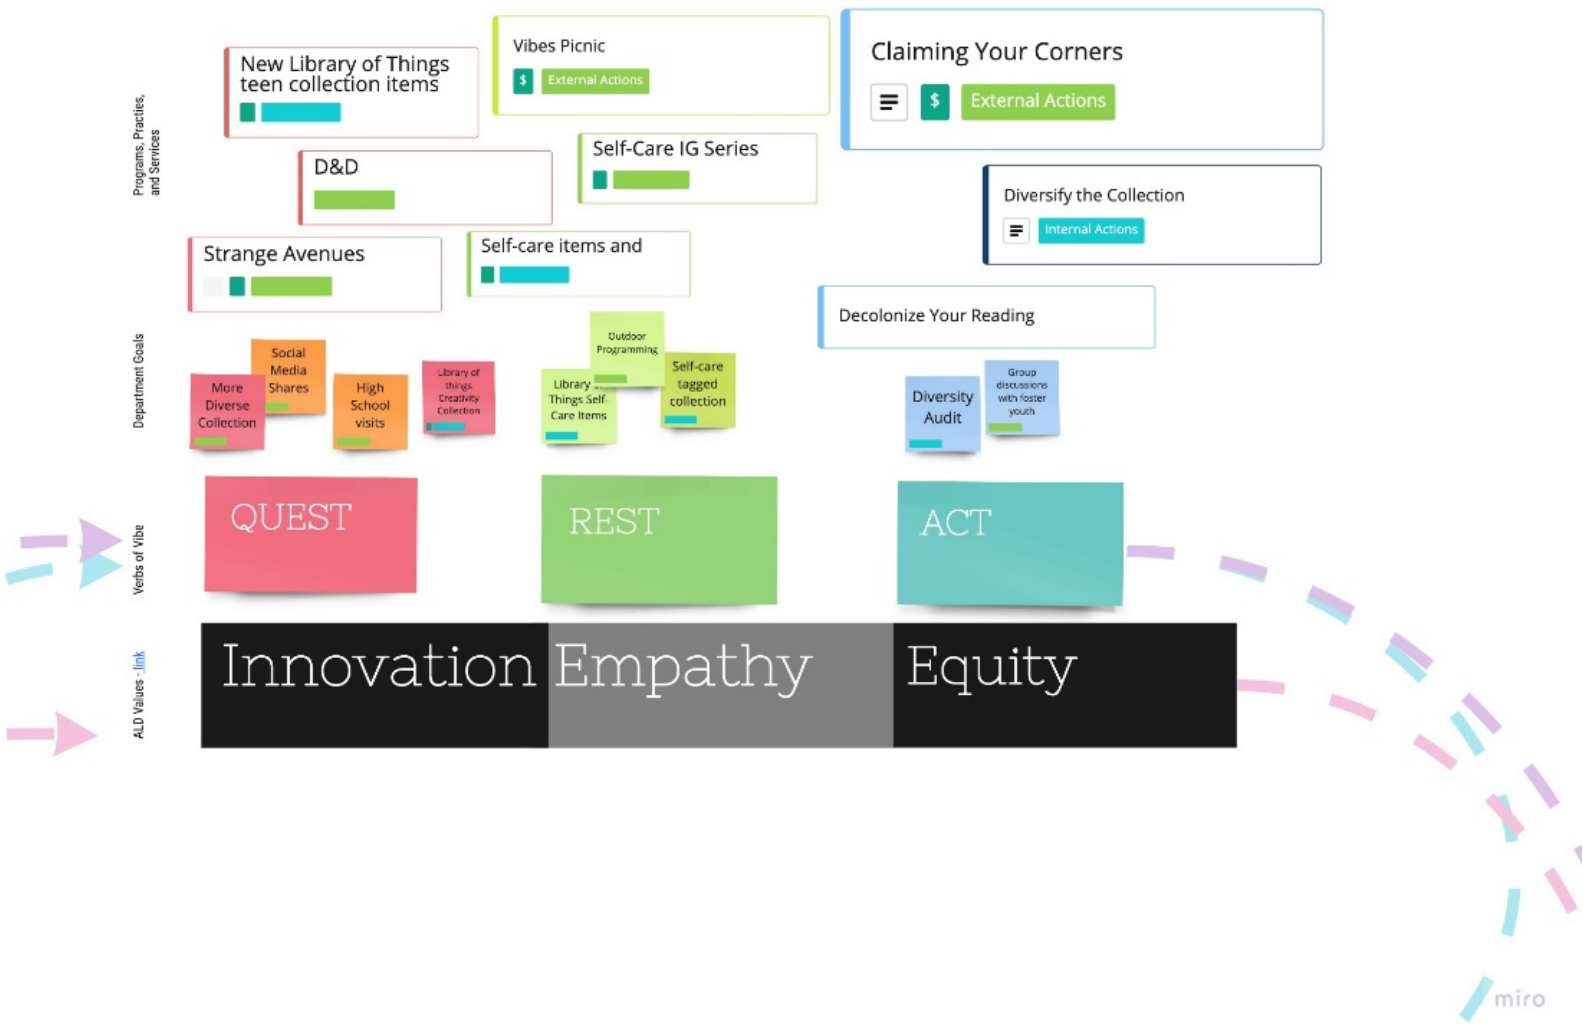 Programs, Practies,
and Services
New Library of Things
teen collection items
Vibes Picnic
$
External Actions
Claiming Your Corners
$
External Actions
D&D
Self-Care IG Series
Diversify the Collection
Internal Actions
Strange Avenues
Self-care items and
Decolonize Your Reading
Department Goals
More
Diverse
Collection
Social
Media
Shares
High
School
visits
Library of
things
Creativity
Collection
Library
Things Self-
Care Items
Outdoor
Programming
Self-care
tagged
collection
Diversity
Audit
Group
discussions
with foster
youth
Verbs of Vibe
QUEST
REST
ACT
ALD Values - link
Innovation
Empathy
Equity
miro